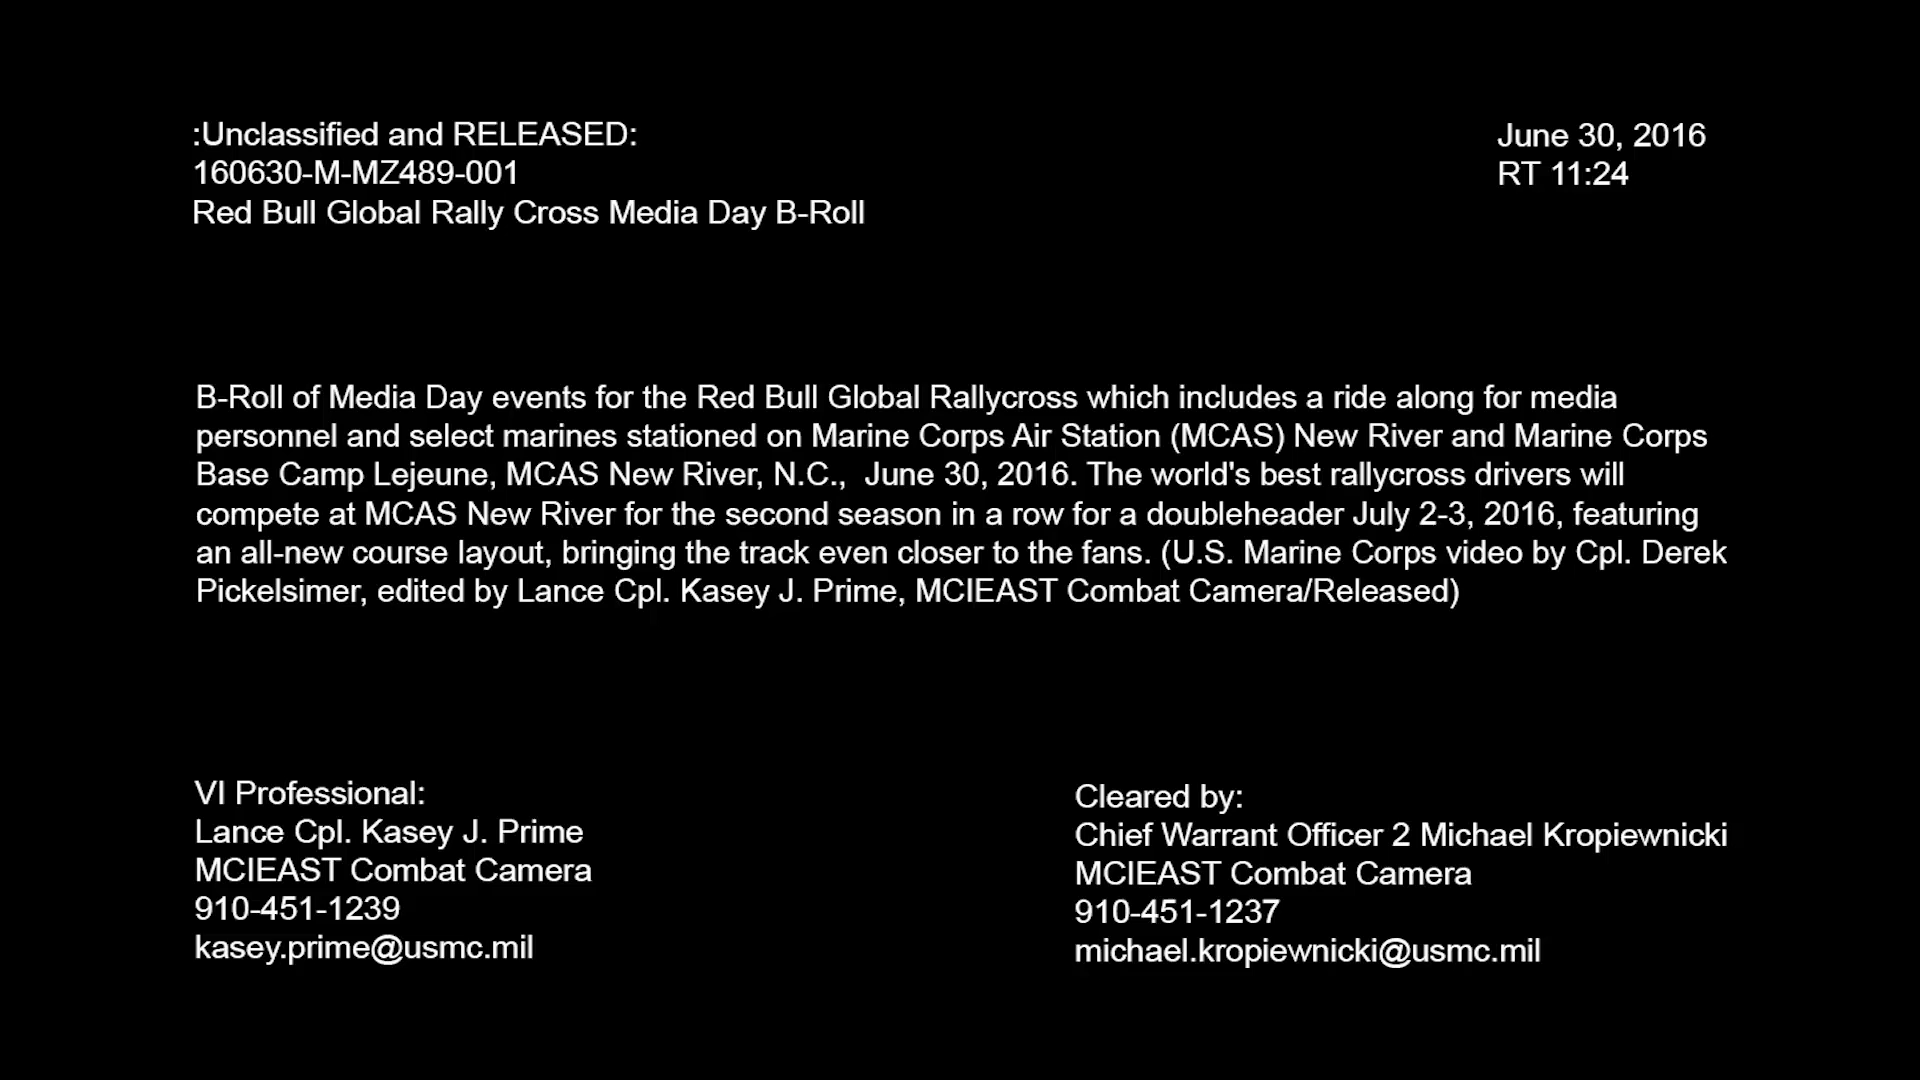 :Unclassified and RELEASED:
160630-M-MZ489-001
Red Bull Global Rally Cross Media Day B-Roll
June 30, 2016
RT 11:24
B-Roll of Media Day events for the Red Bull Global Rallycross which includes a ride along for media
personnel and select marines stationed on Marine Corps Air Station (MCAS) New River and Marine Corps
Base Camp Lejeune, MCAS New River, N.C.,  June 30, 2016. The world's best rallycross drivers will
compete at MCAS New River for the second season in a row for a doubleheader July 2-3, 2016, featuring
an all-new course layout, bringing the track even closer to the fans. (U.S. Marine Corps video by Cpl. Derek
Pickelsimer, edited by Lance Cpl. Kasey J. Prime, MCIEAST Combat Camera/Released)
VI Professional:
Lance Cpl. Kasey J. Prime
MCIEAST Combat Camera
910-451-1239
kasey.prime@usmc.mil
Cleared by:
Chief Warrant Officer 2 Michael Kropiewnicki
MCIEAST Combat Camera
910-451-1237
michael.kropiewnicki@usmc.mil